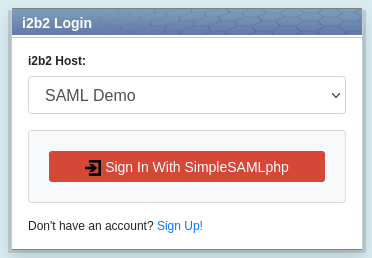 i2b2 Login
i2b2 Host:
SAML Demo
Sign In With SimpleSAMLphp
Don't have an account? Sign Up!